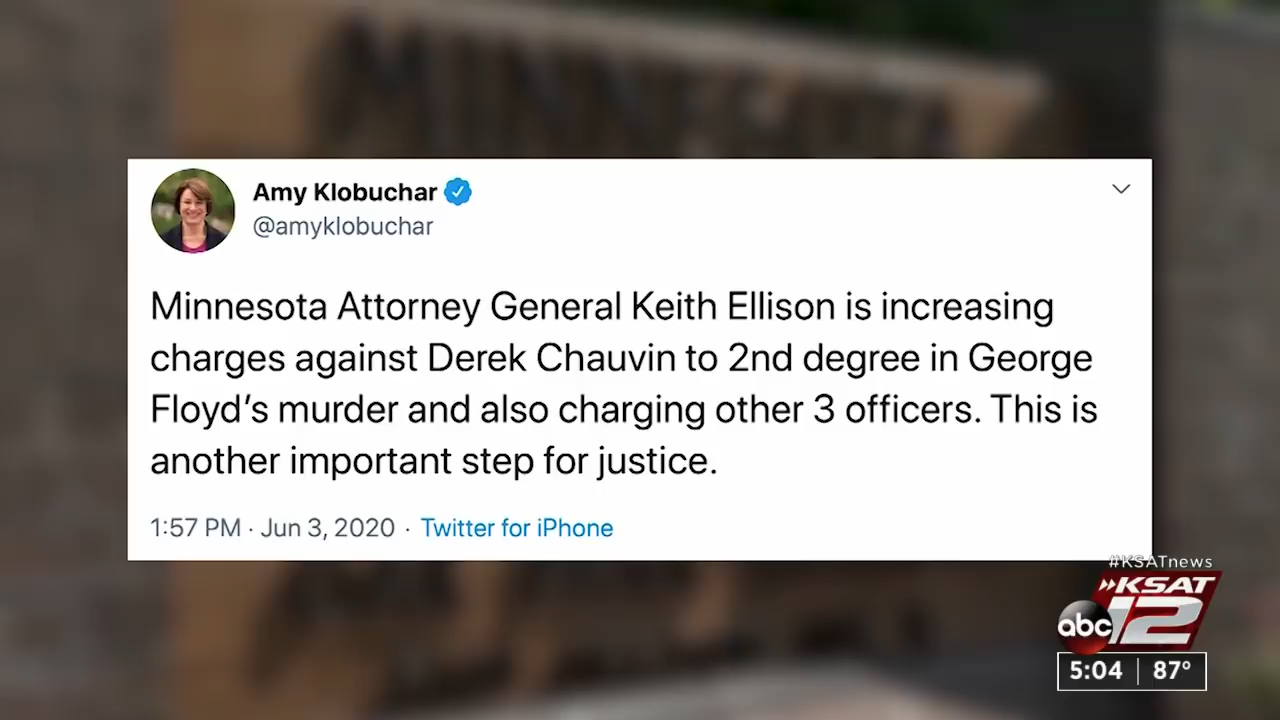 MINNESOTA
Amy Klobuchar
@amyklobuchar
Minnesota Attorney General Keith Ellison is increasing
charges against Derek Chauvin to 2nd degree in George
Floyd's murder and also charging other 3 officers. This is
another important step for justice.
1:57 PM · Jun 3, 2020 · Twitter for iPhone
#KSATnews
KSAT
abc 12
5:04 87°